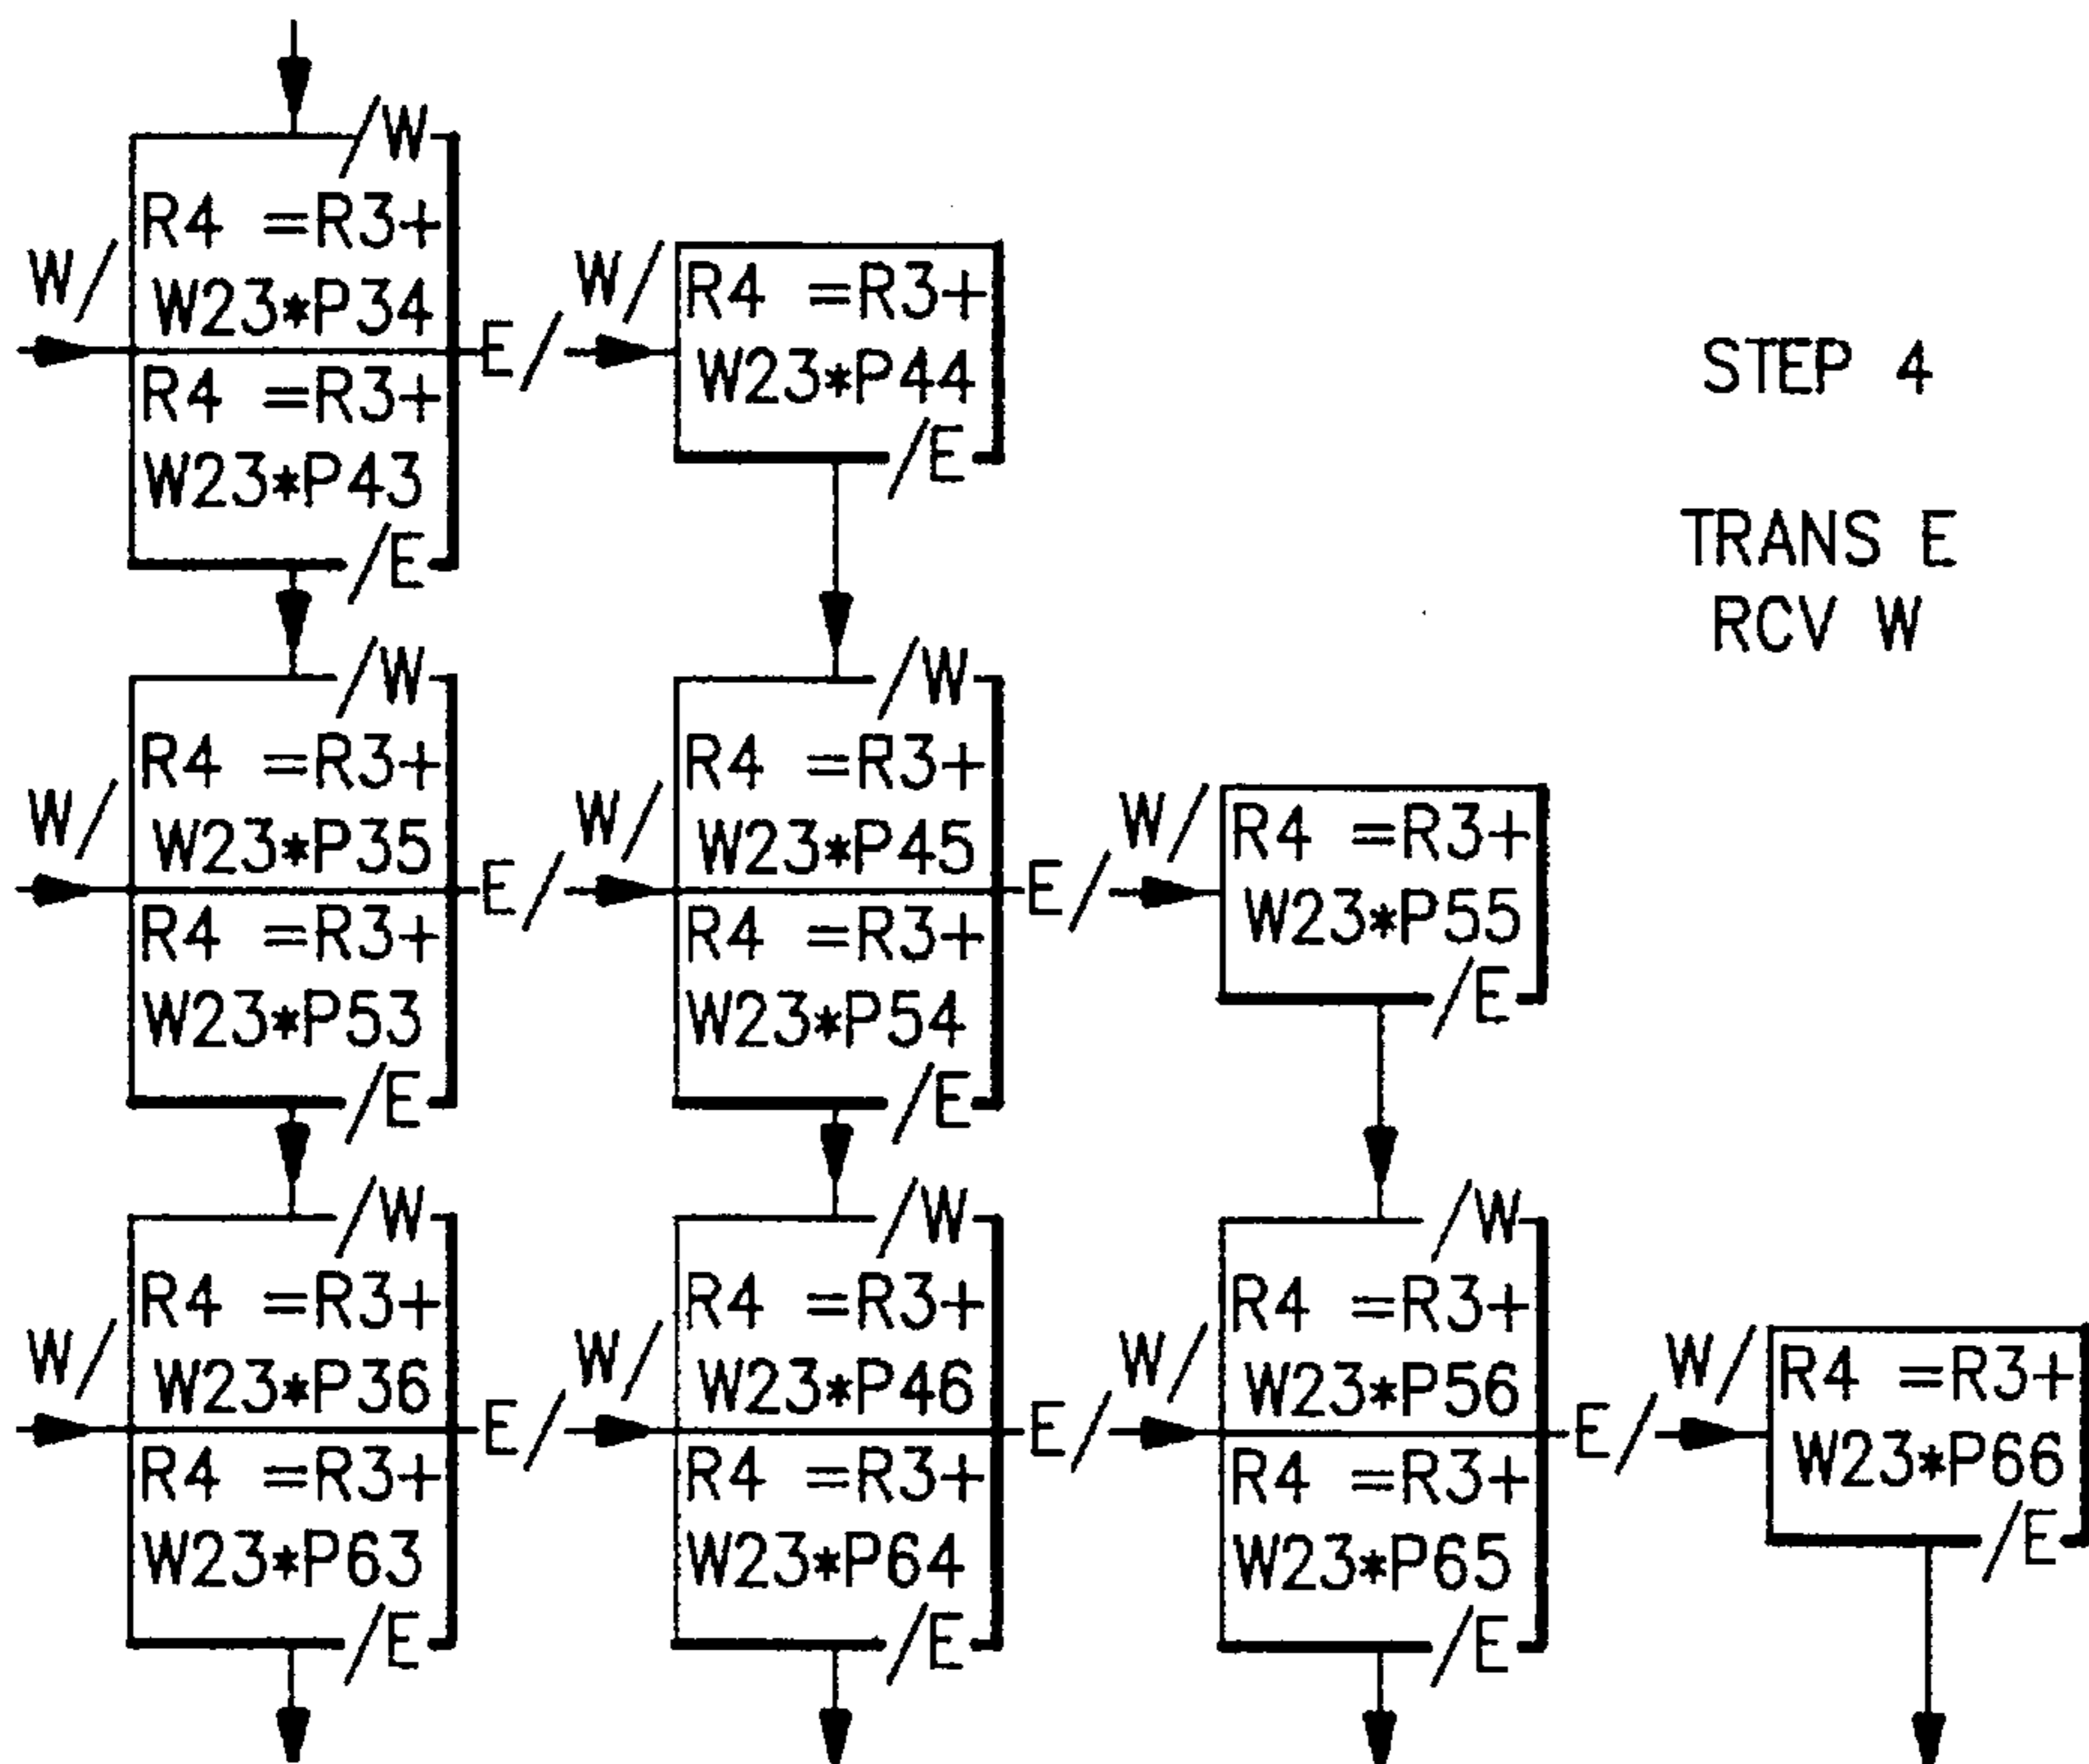 /W
R4 =R3+
W23*P34
W/
R4 =R3+
W23*P43
/E
E/
W/
R4 =R3+
W23*P44
/E
STEP 4
TRANS E
RCV W
/W
R4 =R3+
W23*P35
W/
R4 =R3+
W23*P53
/E
E/
W/
/W
R4 =R3+
W23*P45
R4 =R3+
W23*P54
/E
E/
W/
R4 =R3+
W23*P55
/E
/W
R4 =R3+
W23*P36
W/
R4 =R3+
W23*P63
/E
E/
W/
/W
R4 =R3+
W23*P46
R4 =R3+
W23*P64
/E
E/
W/
/W
R4 =R3+
W23*P56
R4 =R3+
W23*P65
/E
E/
W/
R4 =R3+
W23*P66
/E